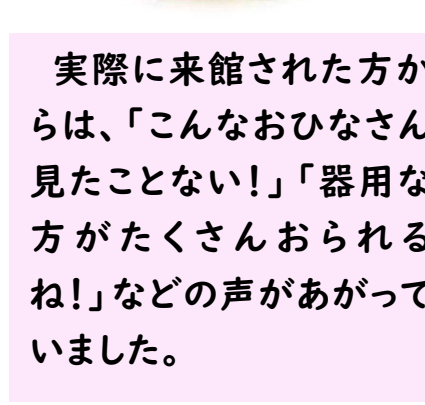 実際に来館された方か
らは、「こんなおひなさん
見たことない！」「器用な
方がたくさんおられる
ね！」などの声があがって
いました。